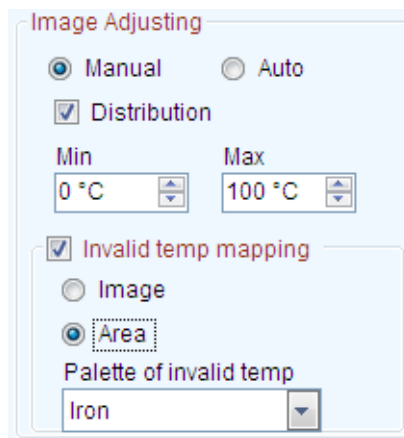 Image Adjusting
Manual Auto
Distribution
Min Max
0 °C 100 °C
Invalid temp mapping
Image
Area
Palette of invalid temp
Iron